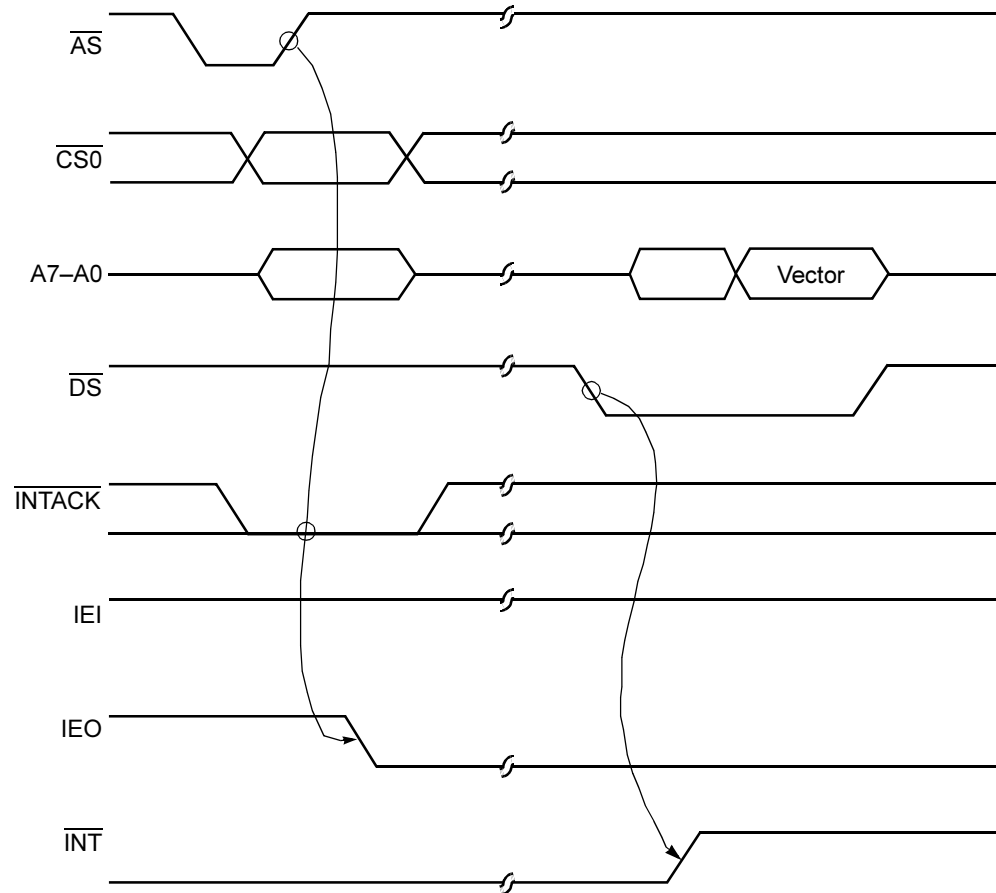 AS
CS0
A7–A0
Vector
DS
INTACK
IEI
IEO
INT